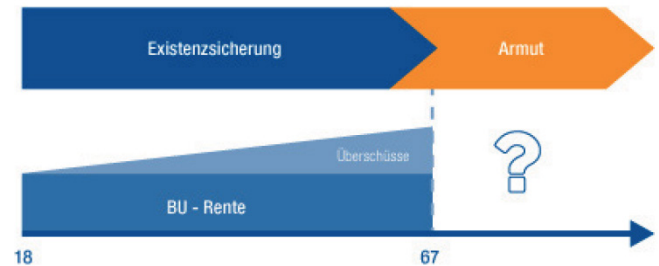 Existenzsicherung
Armut
Überschüsse
?
BU - Rente
18
67